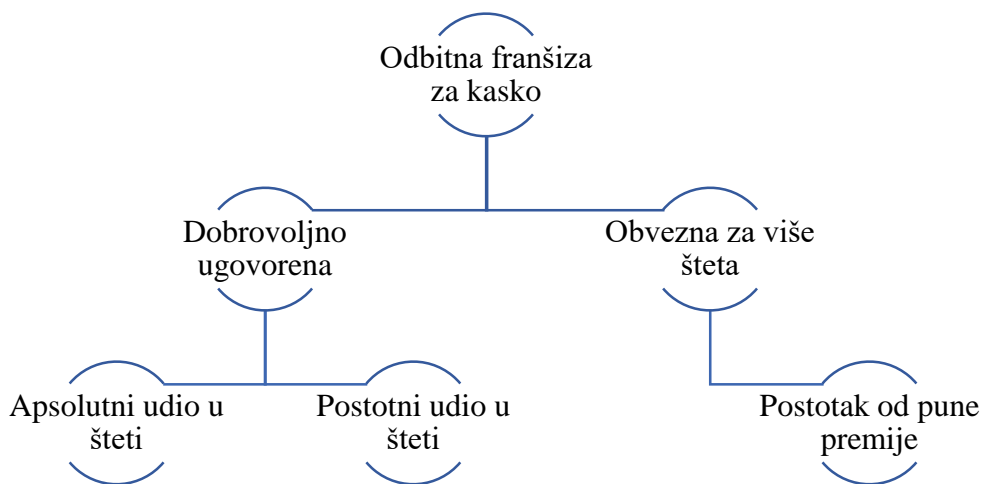 Odbitna franšiza
za kasko
Dobrovoljno
ugovorena
Obvezna za više
šteta
Apsolutni udio u
šteti
Postotni udio u
šteti
Postotak od pune
premije